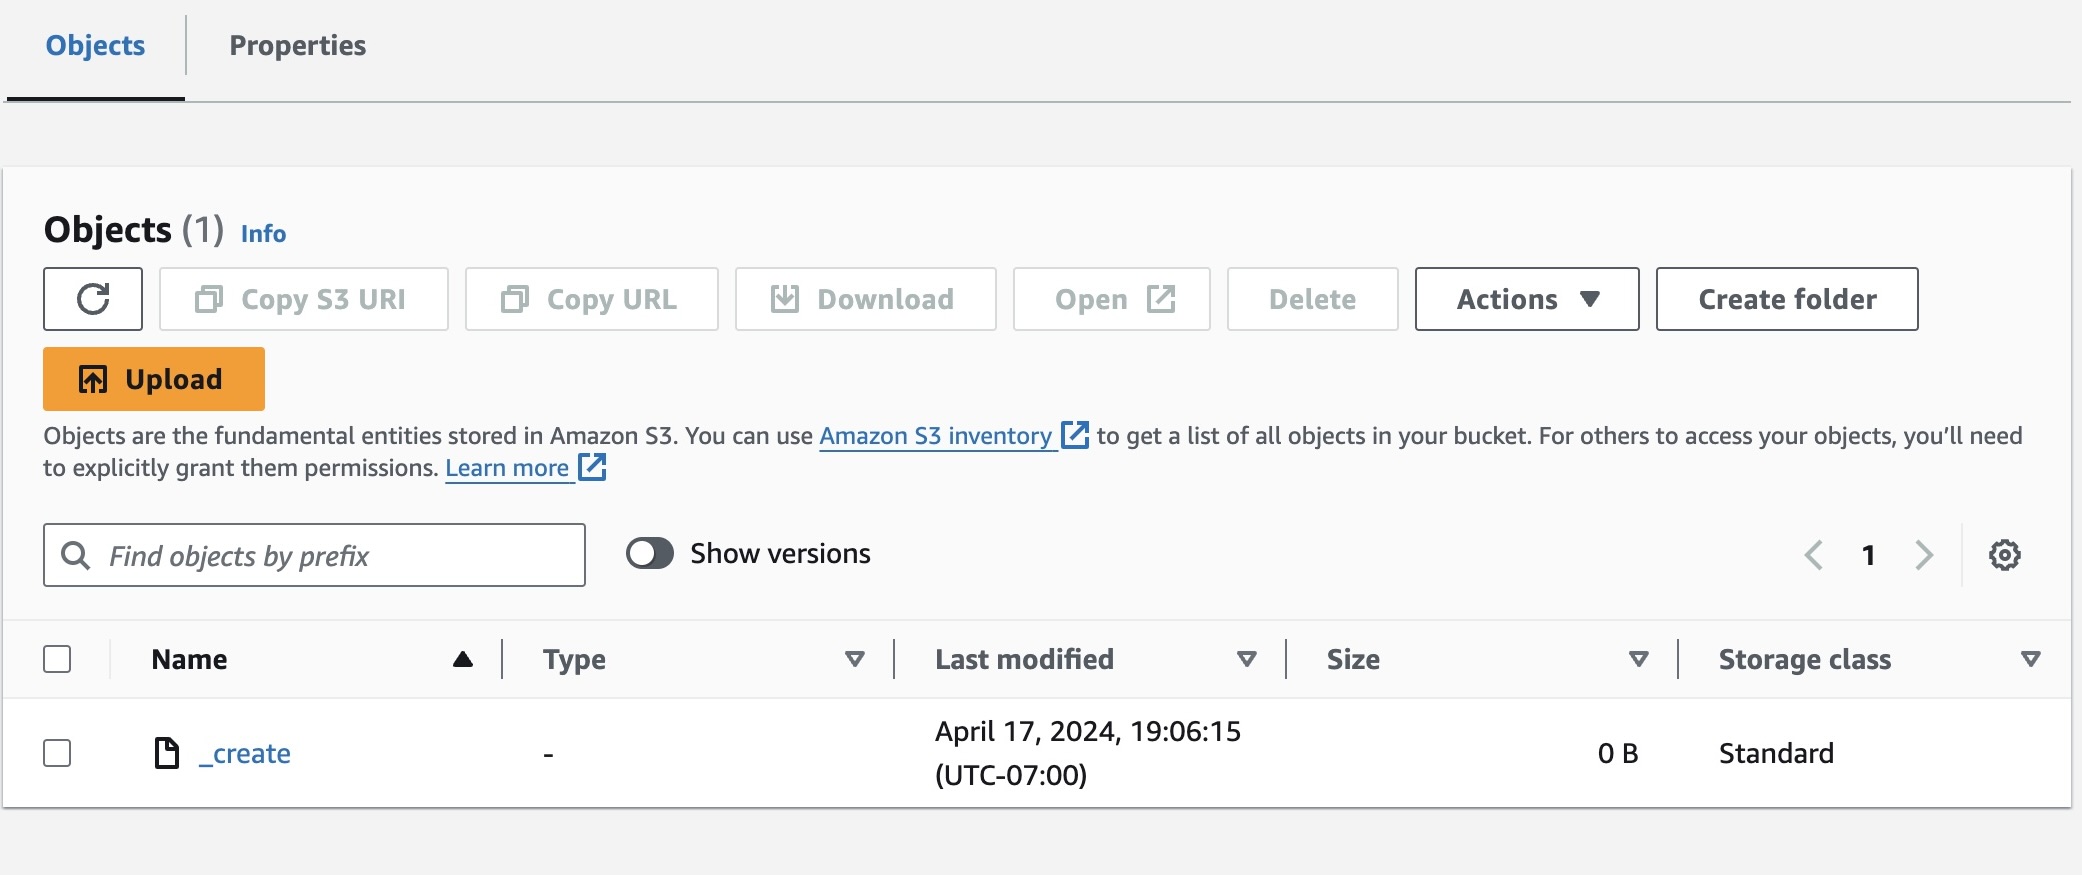 Objects
Properties
Objects (1) Info
Copy S3 URI
Copy URL
Download
Open
Delete
Actions
Create folder
Upload
Objects are the fundamental entities stored in Amazon S3. You can use Amazon S3 inventory to get a list of all objects in your bucket. For others to access your objects, you’ll need
to explicitly grant them permissions. Learn more
Find objects by prefix
Show versions
1
Name
Type
Last modified
Size
Storage class
_create
-
April 17, 2024, 19:06:15
(UTC-07:00)
0 B
Standard